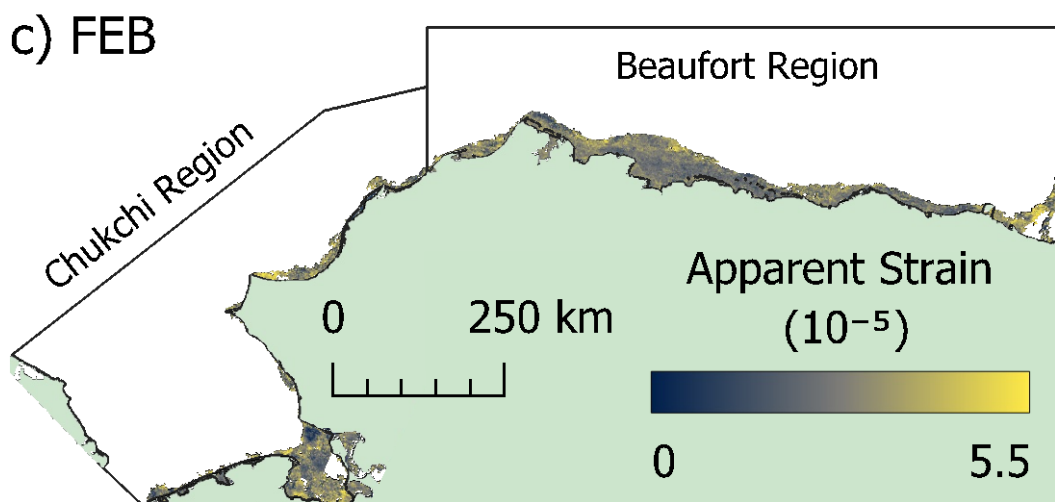 c) FEB
Beaufort Region
Chukchi Region
Apparent Strain
(10⁻⁵)
0 250 km
0 5.5